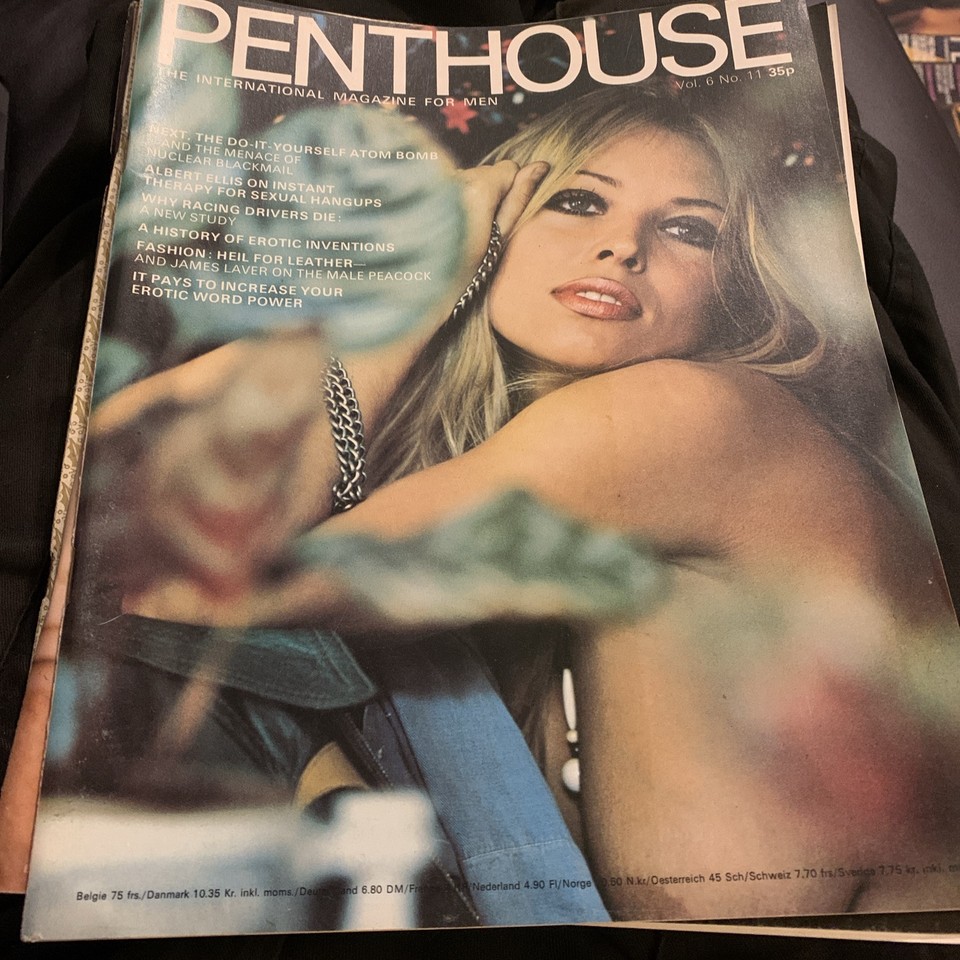 PENTHOUSE
THE INTERNATIONAL MAGAZINE FOR MEN
Vol. 6 No. 11 35p
NEXT, THE DO-IT-YOURSELF ATOM BOMB
AND THE MENACE OF
NUCLEAR BLACKMAIL
ALBERT ELLIS ON INSTANT
THERAPY FOR SEXUAL HANGUPS
WHY RACING DRIVERS DIE:
A NEW STUDY
A HISTORY OF EROTIC INVENTIONS
FASHION: HEIL FOR LEATHER—
AND JAMES LAVER ON THE MALE PEACOCK
IT PAYS TO INCREASE YOUR
EROTIC WORD POWER
Belgie 75 frs./Danmark 10.35 Kr. inkl. moms./ 6.80 DM/ /Nederland 4.90 Fl/Norge N.kr/Oesterreich 45 Sch/Schweiz 7.70 frs/Sverige 7.75 kr. inkl.